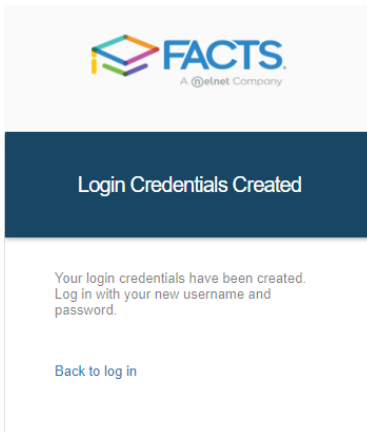 FACTS.
A nelnet Company
Login Credentials Created
Your login credentials have been created.
Log in with your new username and
password.
Back to log in